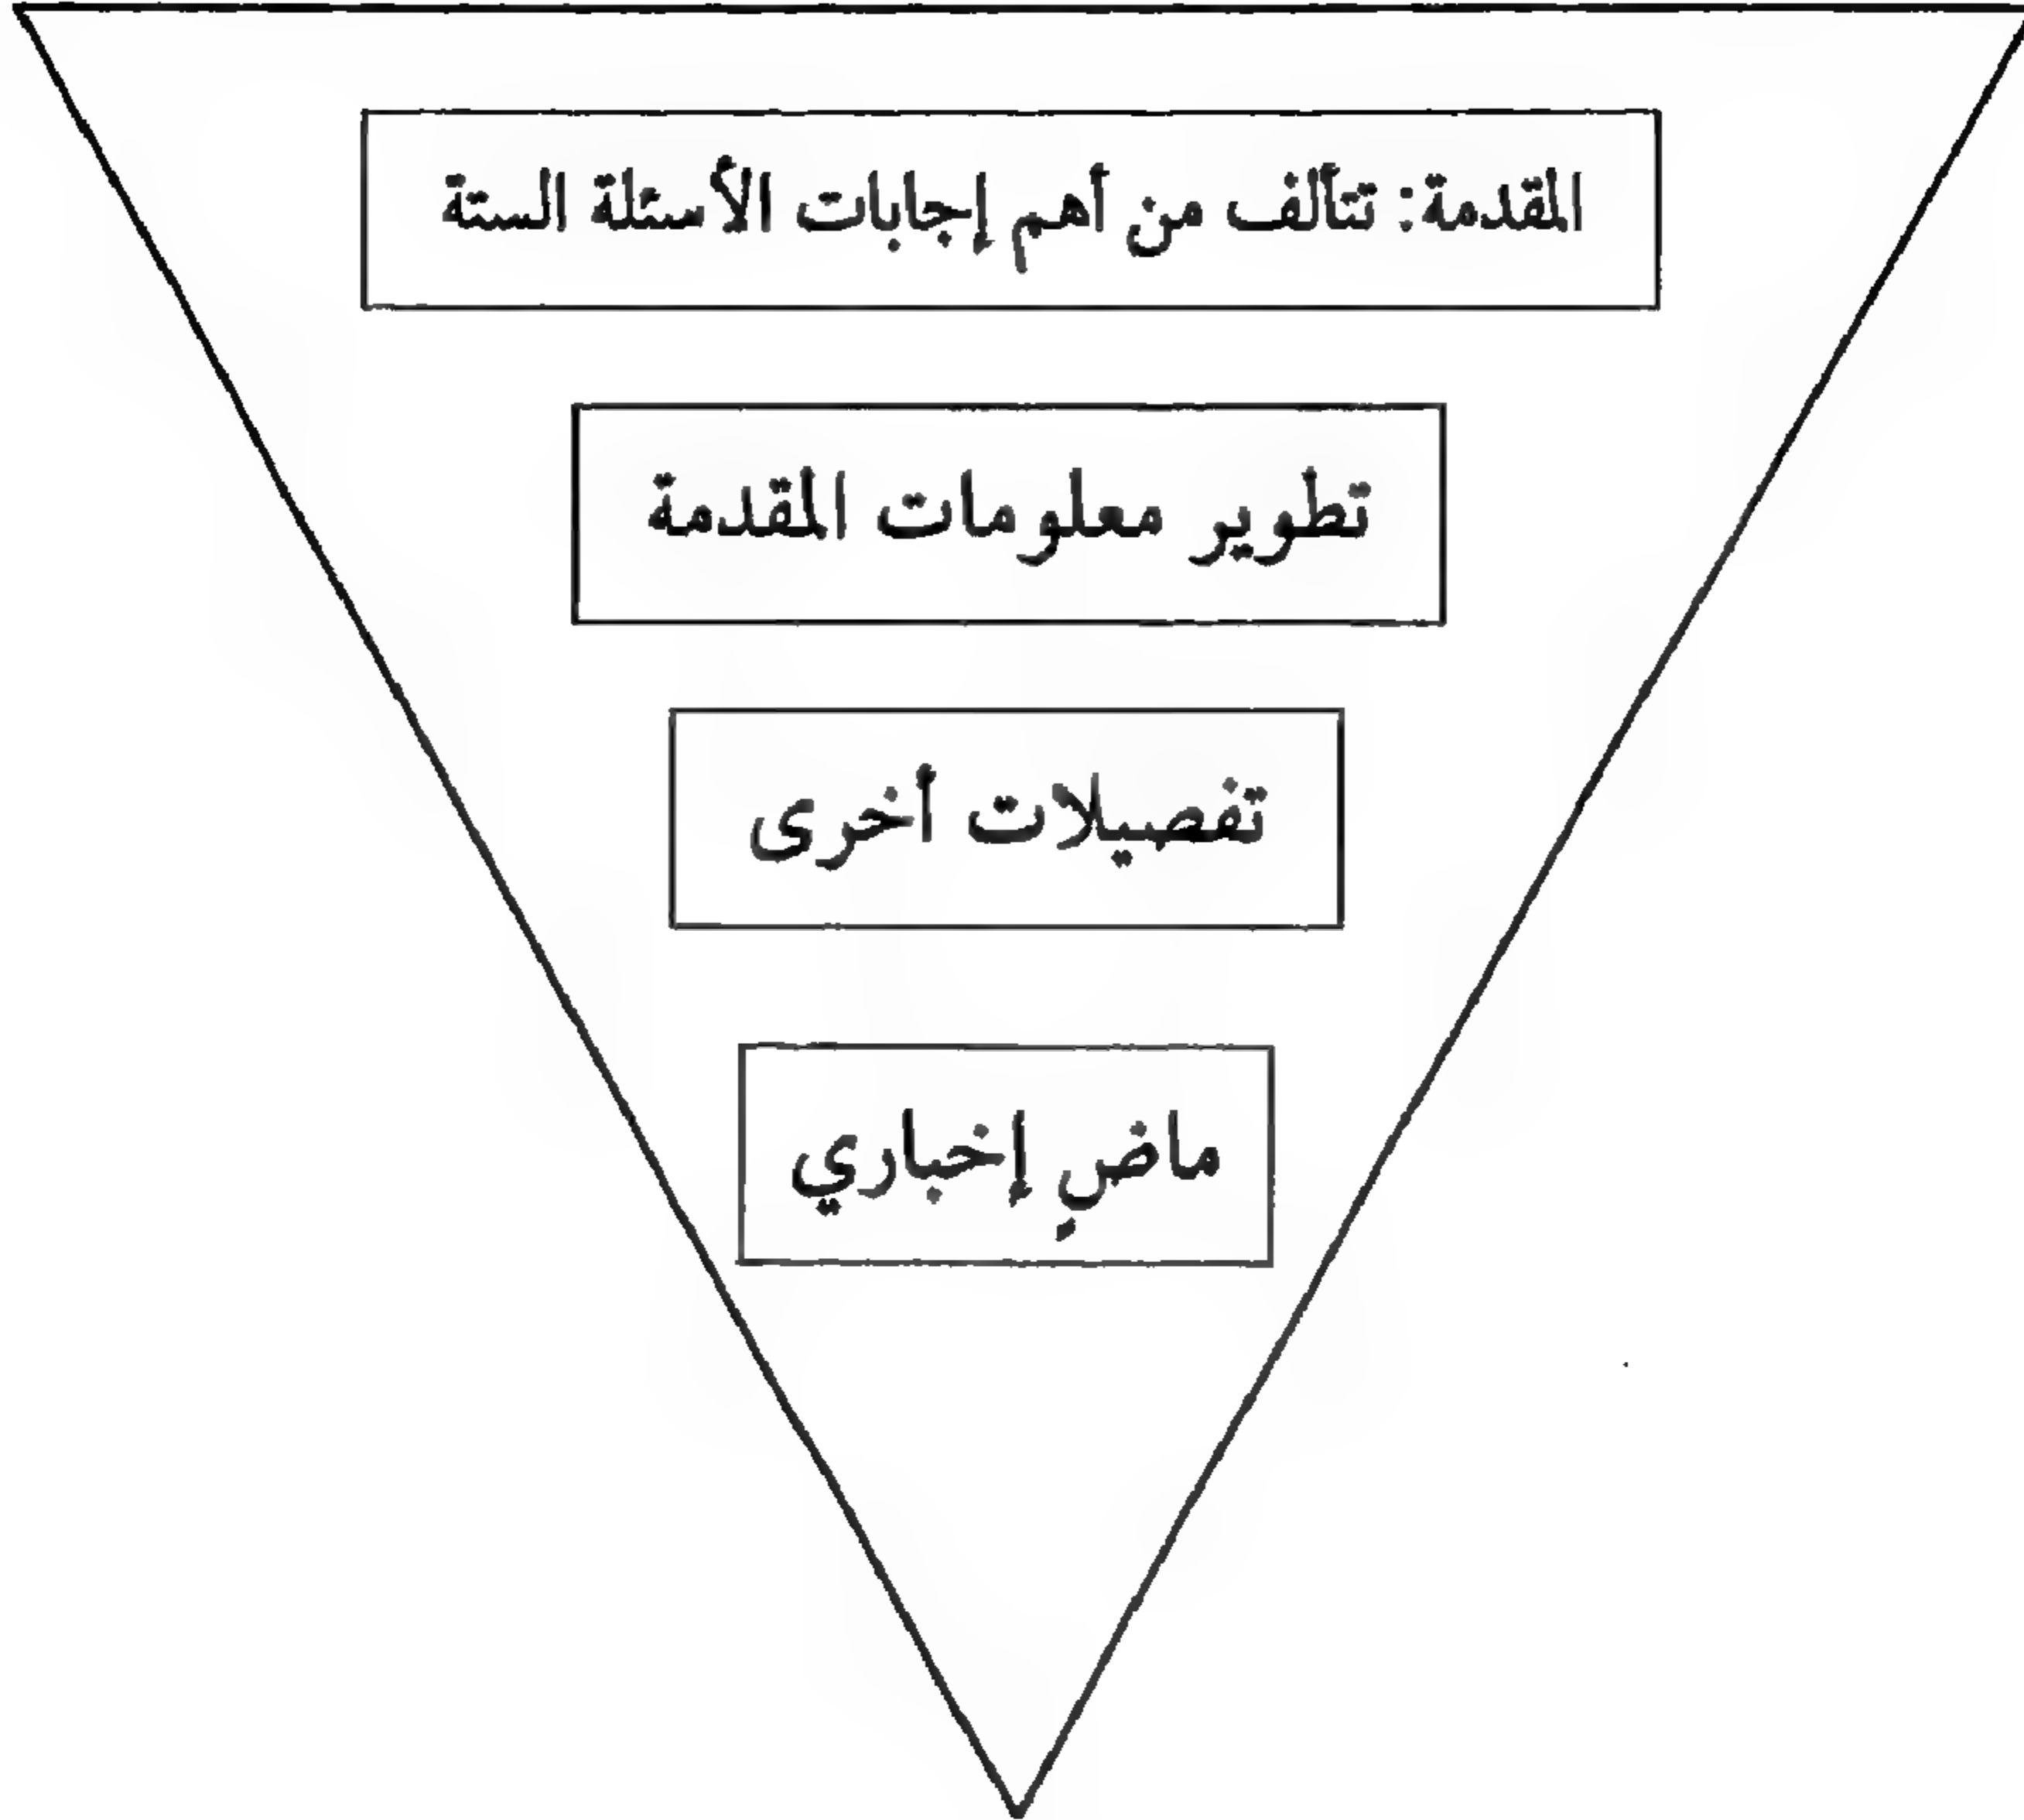 المقدمة: تتألف من أهم إجابات الأسئلة الستة
تطوير معلومات المقدمة
تفصيلات أخرى
ماضٍ إخباري